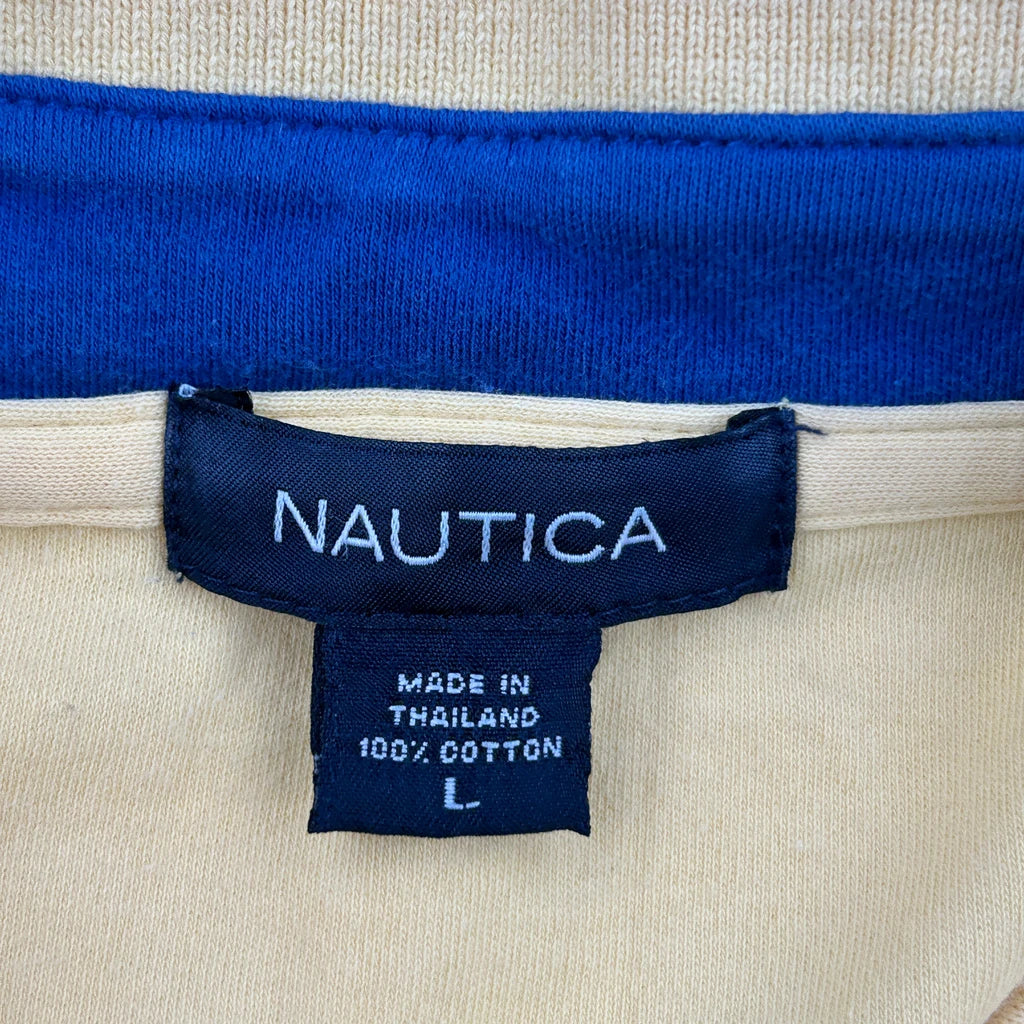 NAUTICA
MADE IN
THAILAND
100% COTTON
L